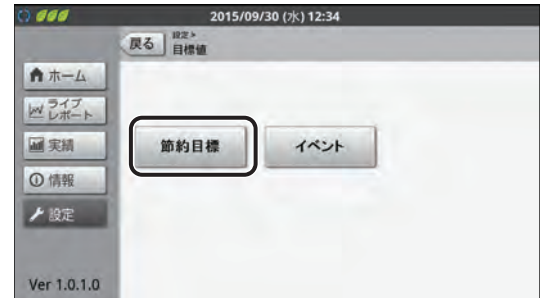 2015/09/30 (水) 12:34
戻る
設定>
目標値
ホーム
ライブ
レポート
実績
情報
設定
節約目標
イベント
Ver 1.0.1.0